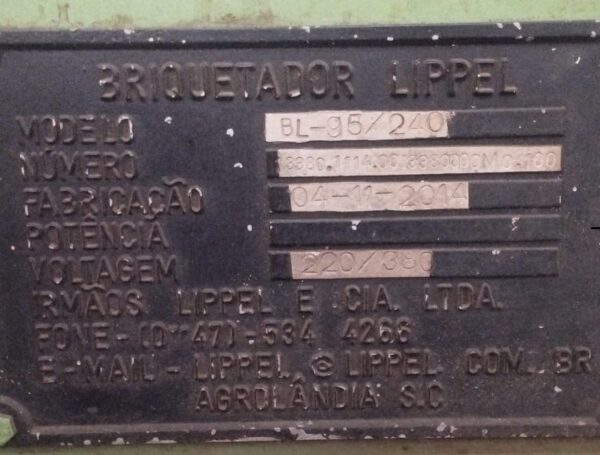 BRIQUETADOR LIPPEL
MODELO BL-95/240
NÚMERO
FABRICAÇÃO 04-11-2014
POTÊNCIA
VOLTAGEM 220/380
IRMÃOS LIPPEL E CIA. LTDA.
FONE-(0**47)-534 4266
E-MAIL-LIPPEL @ LIPPEL.COM.BR
AGROLÂNDIA S.C